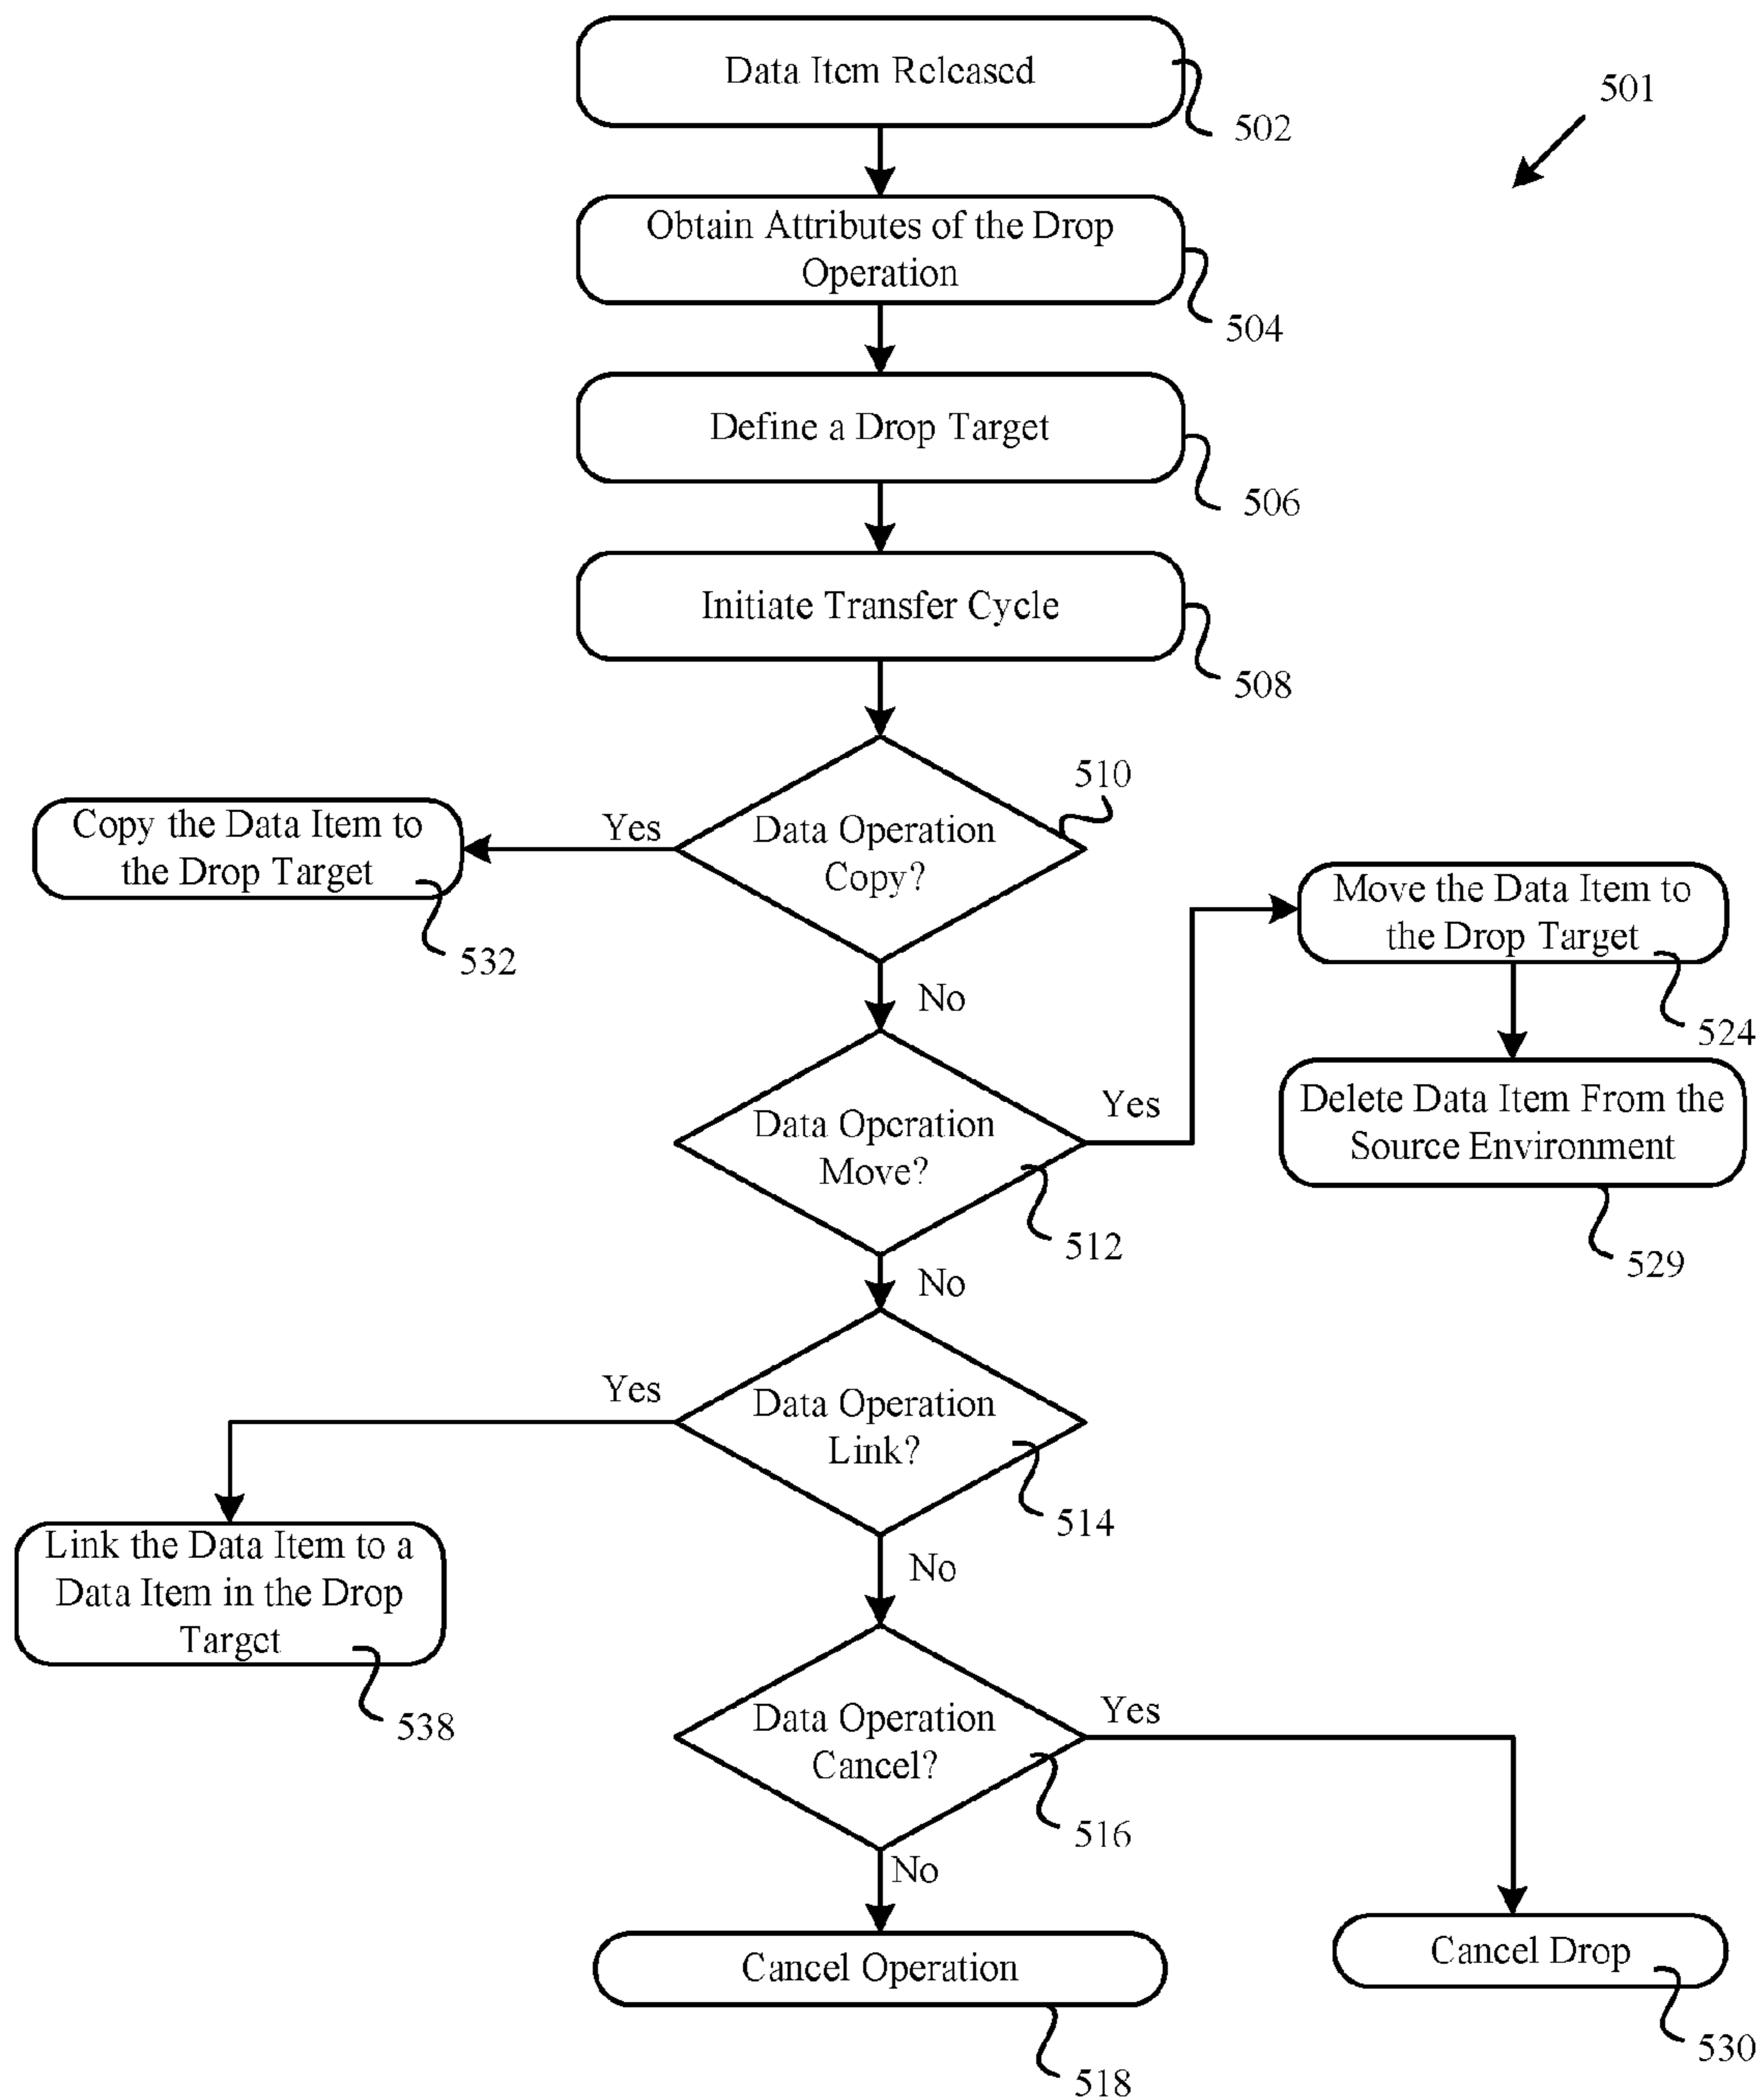 Data Item Released
502
501
Obtain Attributes of the Drop
Operation
504
Define a Drop Target
506
Initiate Transfer Cycle
508
510
Data Operation
Copy?
Yes
Copy the Data Item to
the Drop Target
532
No
Move the Data Item to
the Drop Target
524
Data Operation
Move?
Yes
512
Delete Data Item From the
Source Environment
529
No
Data Operation
Link?
Yes
514
Link the Data Item to a
Data Item in the Drop
Target
538
No
Data Operation
Cancel?
Yes
516
No
Cancel Operation
518
Cancel Drop
530